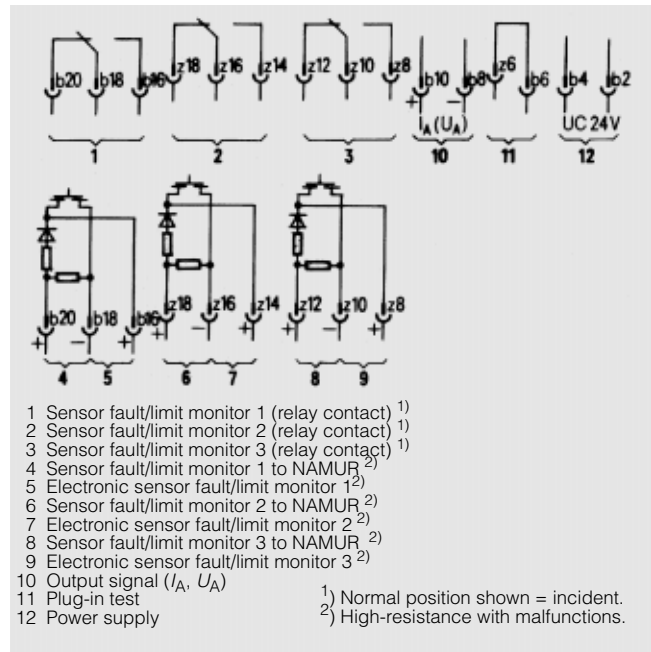 b20 b18 b16 z18 z16 z14 z12 z10 z8 b10 b8 z6 b6 b4 b2
+ −
I_A (U_A) UC 24 V
1 2 3 10 11 12
b20 b18 b16 z18 z16 z14 z12 z10 z8
+ − + + − + + − +
4 5 6 7 8 9
1 Sensor fault/limit monitor 1 (relay contact) 1)
2 Sensor fault/limit monitor 2 (relay contact) 1)
3 Sensor fault/limit monitor 3 (relay contact) 1)
4 Sensor fault/limit monitor 1 to NAMUR 2)
5 Electronic sensor fault/limit monitor 1 2)
6 Sensor fault/limit monitor 2 to NAMUR 2)
7 Electronic sensor fault/limit monitor 2 2)
8 Sensor fault/limit monitor 3 to NAMUR 2)
9 Electronic sensor fault/limit monitor 3 2)
10 Output signal (I_A, U_A)
11 Plug-in test 1) Normal position shown = incident.
12 Power supply 2) High-resistance with malfunctions.